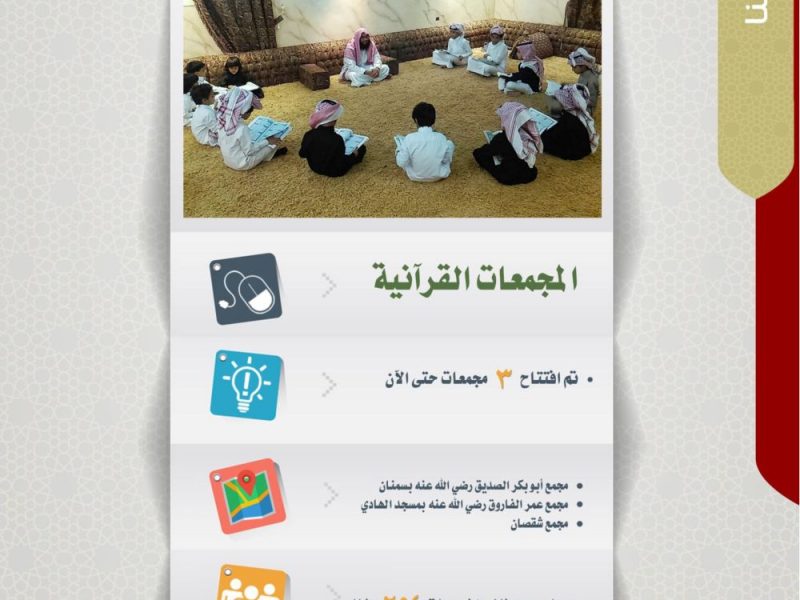 المجمعات القرآنية
• تم افتتاح ٣ مجمعات حتى الآن
• مجمع أبو بكر الصديق رضي الله عنه بسمنان
• مجمع عمر الفاروق رضي الله عنه بمسجد الهادي
• مجمع شقصان